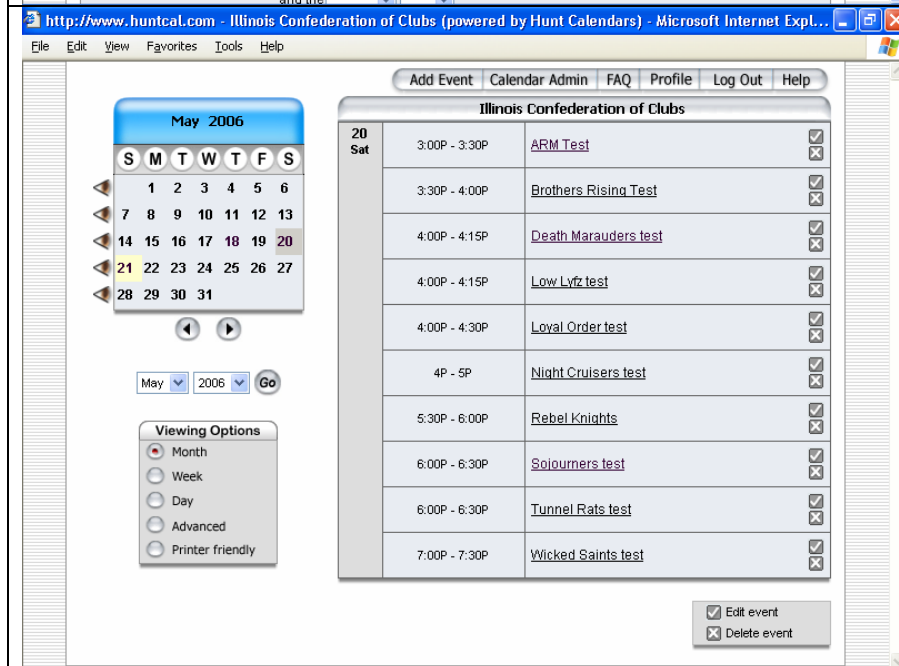 and the
http://www.huntcal.com - Illinois Confederation of Clubs (powered by Hunt Calendars) - Microsoft Internet Expl...
File Edit View Favorites Tools Help
Add Event Calendar Admin FAQ Profile Log Out Help
Illinois Confederation of Clubs
May 2006
S M T W T F S
1 2 3 4 5 6
7 8 9 10 11 12 13
14 15 16 17 18 19 20
21 22 23 24 25 26 27
28 29 30 31
May 2006 Go
Viewing Options
Month
Week
Day
Advanced
Printer friendly
20
Sat
3:00P - 3:30P ARM Test
3:30P - 4:00P Brothers Rising Test
4:00P - 4:15P Death Marauders test
4:00P - 4:15P Low Lyfz test
4:00P - 4:30P Loyal Order test
4P - 5P Night Cruisers test
5:30P - 6:00P Rebel Knights
6:00P - 6:30P Sojourners test
6:00P - 6:30P Tunnel Rats test
7:00P - 7:30P Wicked Saints test
Edit event
Delete event